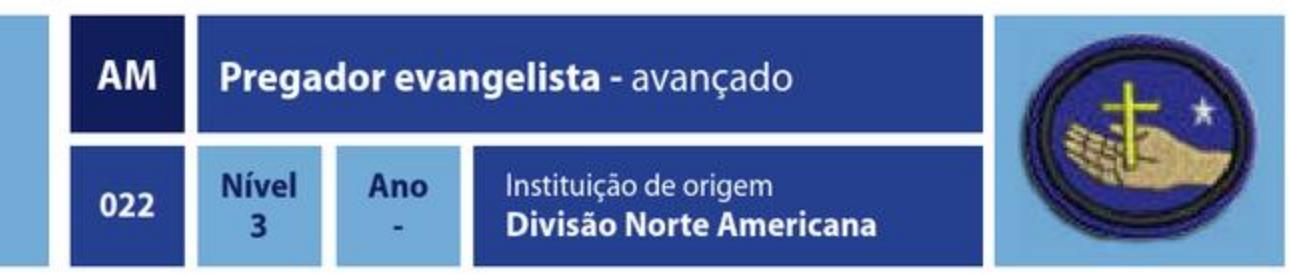 AM
Pregador evangelista - avançado
022
Nível
3
Ano
-
Instituição de origem
Divisão Norte Americana